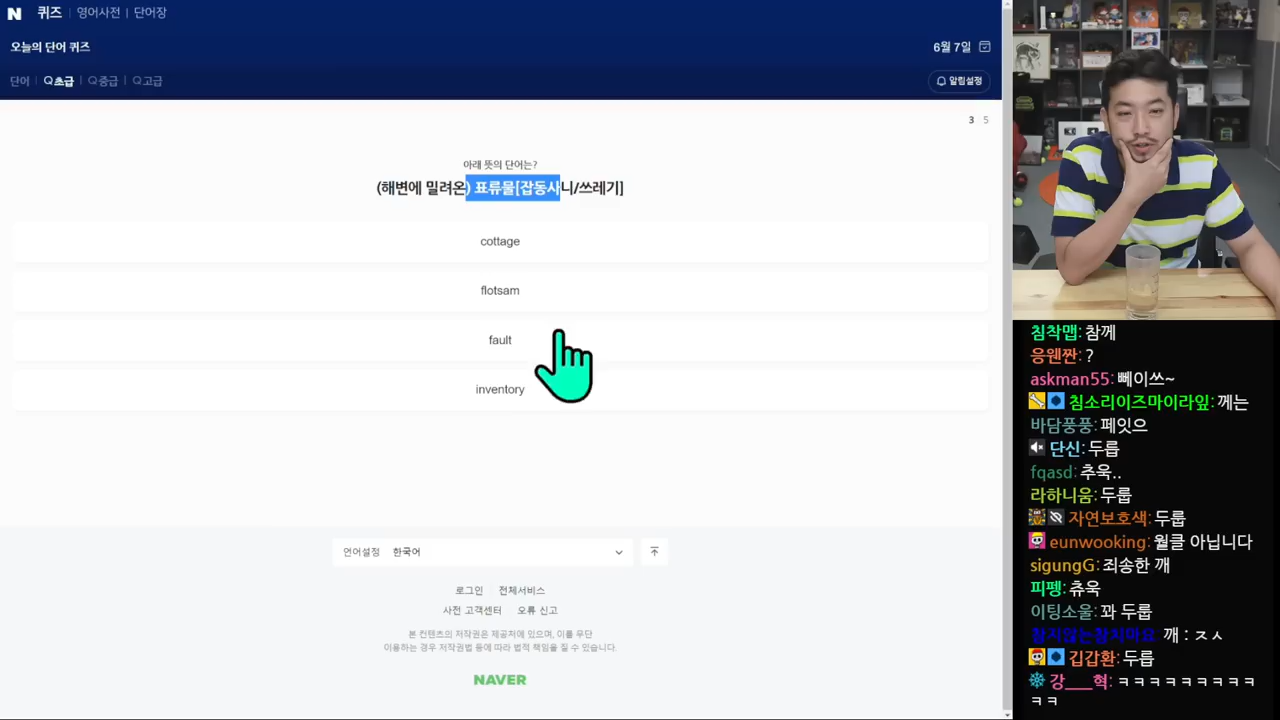 N 퀴즈 | 영어사전 | 단어장
오늘의 단어 퀴즈
6월 7일
단어 | Q초급 | Q중급 | Q고급
알림설정
3 5
아래 뜻의 단어는?
(해변에 밀려온) 표류물[잡동사니/쓰레기]
cottage
flotsam
fault
inventory
언어설정 한국어
로그인 전체서비스
사전 고객센터 오류 신고
본 컨텐츠의 저작권은 제공처에 있으며, 이를 무단
이용하는 경우 저작권법 등에 따라 법적 책임을 질 수 있습니다.
NAVER
침착맵: 참께
응웬짠: ?
askman55: 뻬이쓰~
침소리이즈마이라잎: 께는
바담풍풍: 페잇으
단신: 두릅
fqasd: 추욱..
라하니움: 두릅
자연보호색: 두릅
eunwooking: 월클 아닙니다
sigungG: 죄송한 깨
피펭: 츄욱
이팅소울: 꽈 두릅
참지않는참치마요: 깨 : ㅈㅅ
김갑환: 두릅
강___혁: ㅋㅋㅋㅋㅋㅋㅋㅋㅋㅋ
ㅋㅋ